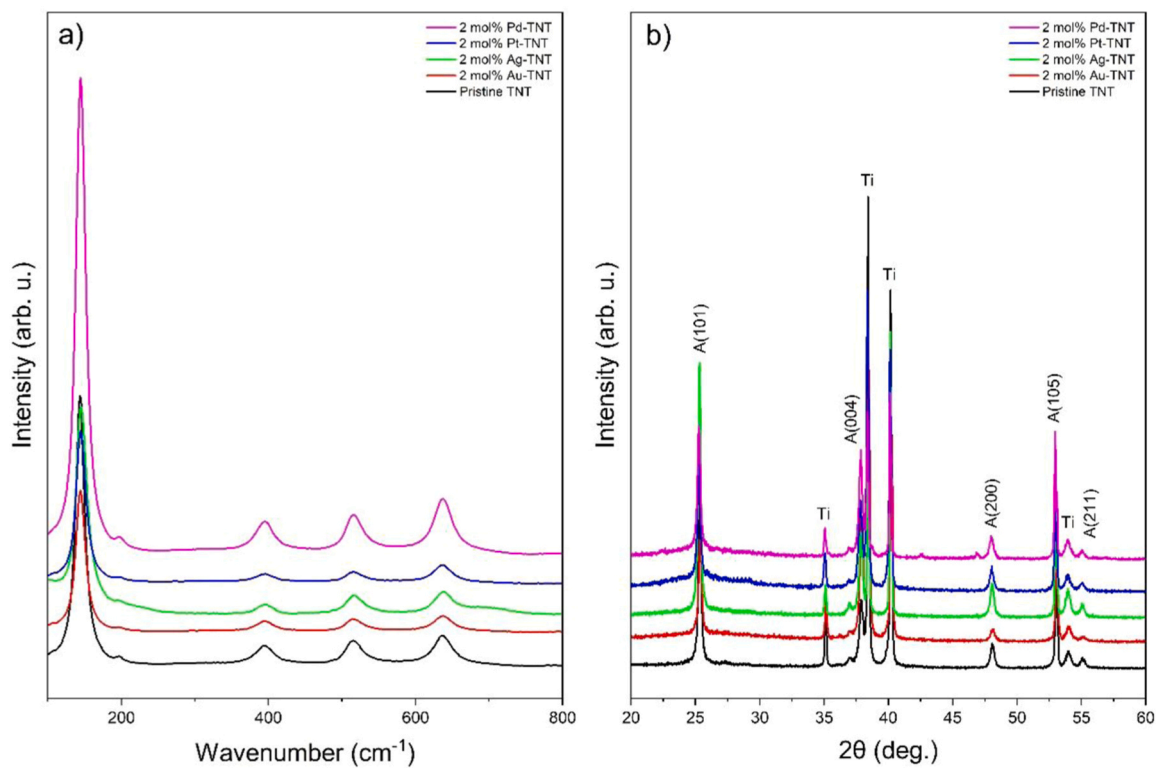 a)
2 mol% Pd-TNT
2 mol% Pt-TNT
2 mol% Ag-TNT
2 mol% Au-TNT
Pristine TNT
Intensity (arb. u.)
200
400
600
800
Wavenumber (cm⁻¹)
b)
2 mol% Pd-TNT
2 mol% Pt-TNT
2 mol% Ag-TNT
2 mol% Au-TNT
Pristine TNT
Intensity (arb. u.)
A(101)
Ti
A(004)
Ti
Ti
A(200)
A(105)
Ti
A(211)
20
25
30
35
40
45
50
55
60
2θ (deg.)